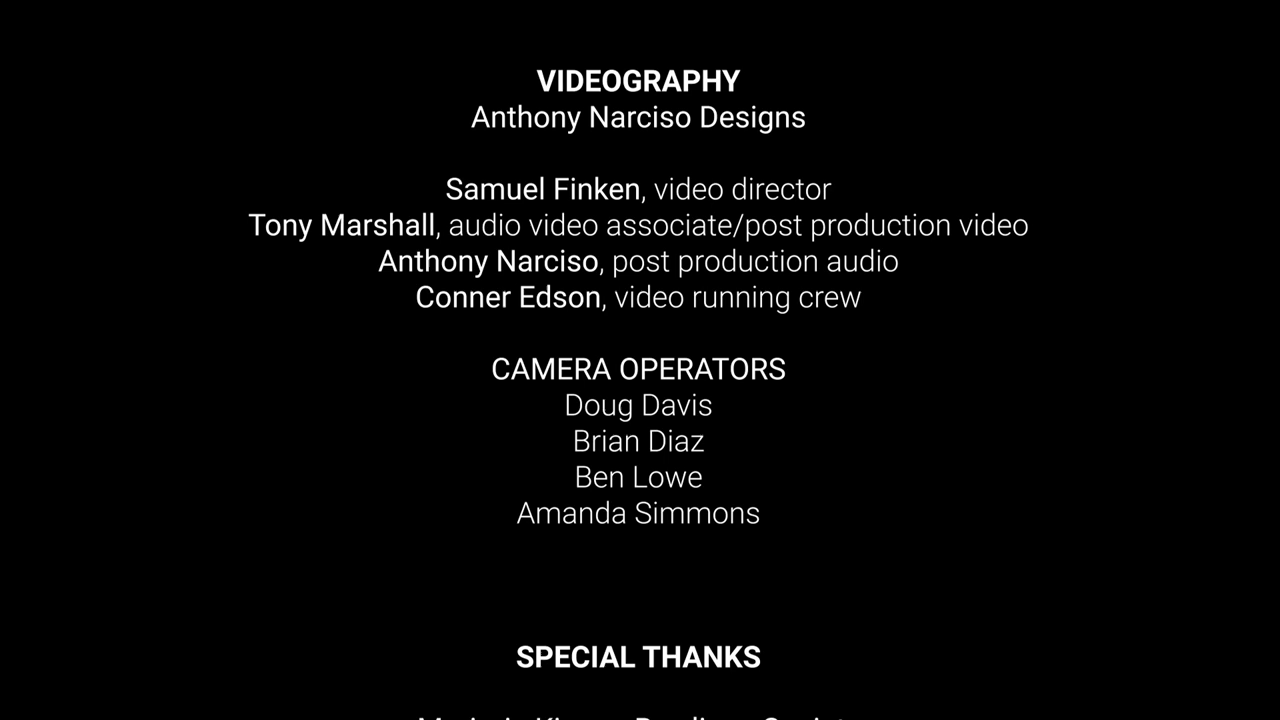 VIDEOGRAPHY
Anthony Narciso Designs
Samuel Finken, video director
Tony Marshall, audio video associate/post production video
Anthony Narciso, post production audio
Conner Edson, video running crew
CAMERA OPERATORS
Doug Davis
Brian Diaz
Ben Lowe
Amanda Simmons
SPECIAL THANKS